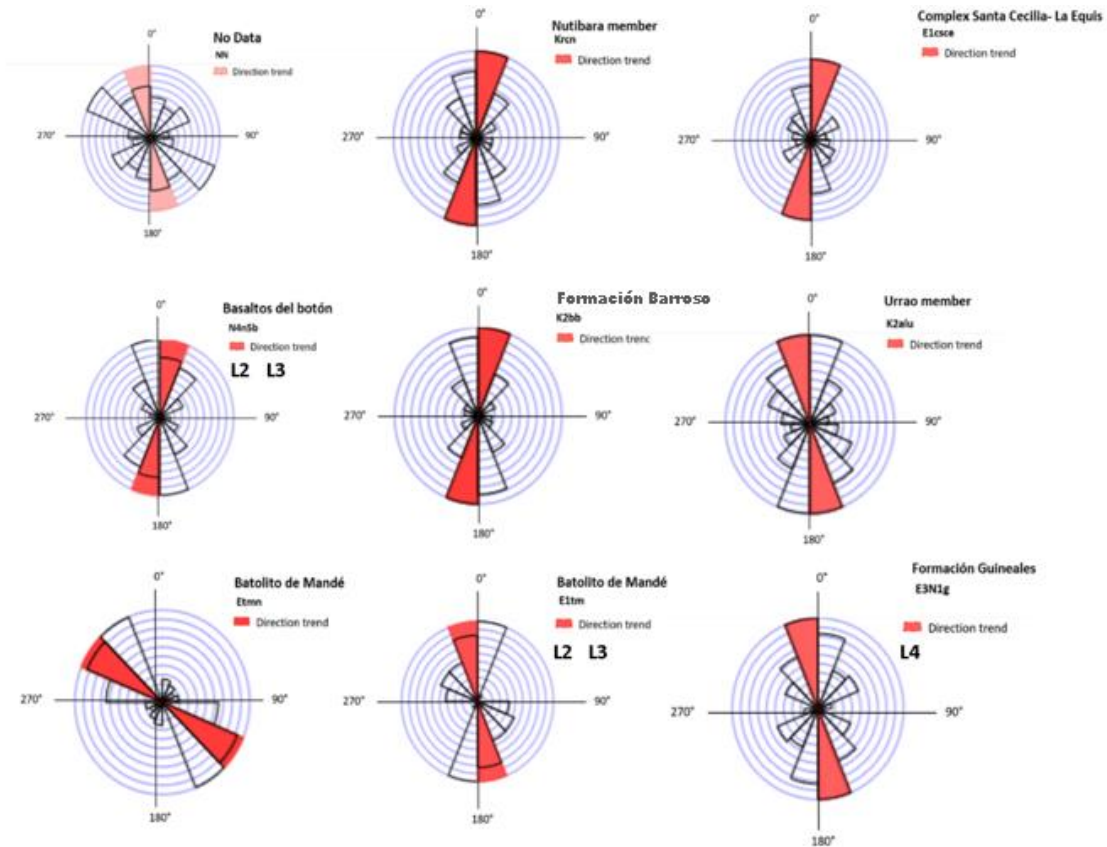 No Data
NN
Direction trend
0°
270°
90°
180°
Nutibara member
Krcn
Direction trend
0°
270°
90°
180°
Complex Santa Cecilia- La Equis
E1csce
Direction trend
0°
270°
90°
180°
Basaltos del botón
N4n5b
Direction trend
L2 L3
0°
270°
90°
180°
Formación Barroso
K2bb
Direction trenc
0°
270°
90°
180°
Urrao member
K2aiu
Direction trend
0°
270°
90°
180°
Batolito de Mandé
Etmn
Direction trend
0°
270°
90°
180°
Batolito de Mandé
E1tm
Direction trend
L2 L3
0°
270°
90°
180°
Formación Guineales
E3N1g
Direction trend
L4
0°
270°
90°
180°